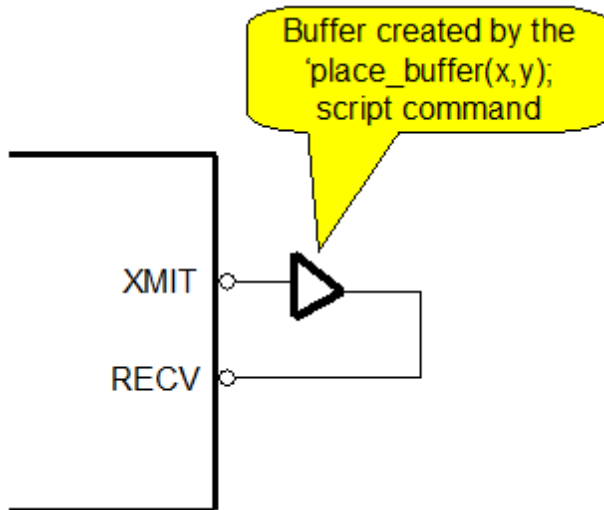 Buffer created by the
‘place_buffer(x,y);
script command
XMIT
RECV